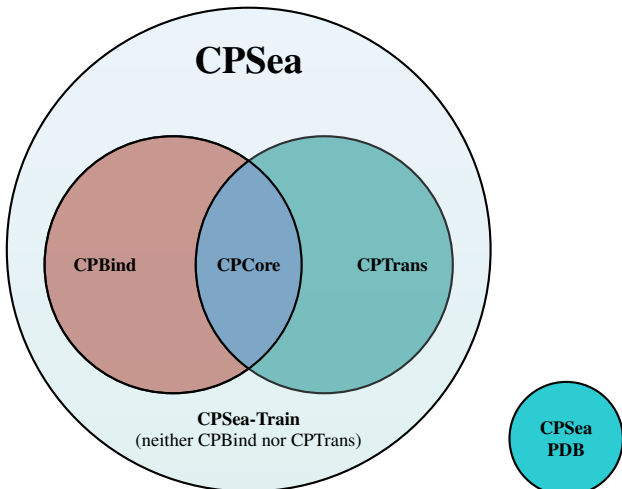 CPSea
CPBind
CPCore
CPTrans
CPSea-Train
(neither CPBind nor CPTrans)
CPSea
PDB